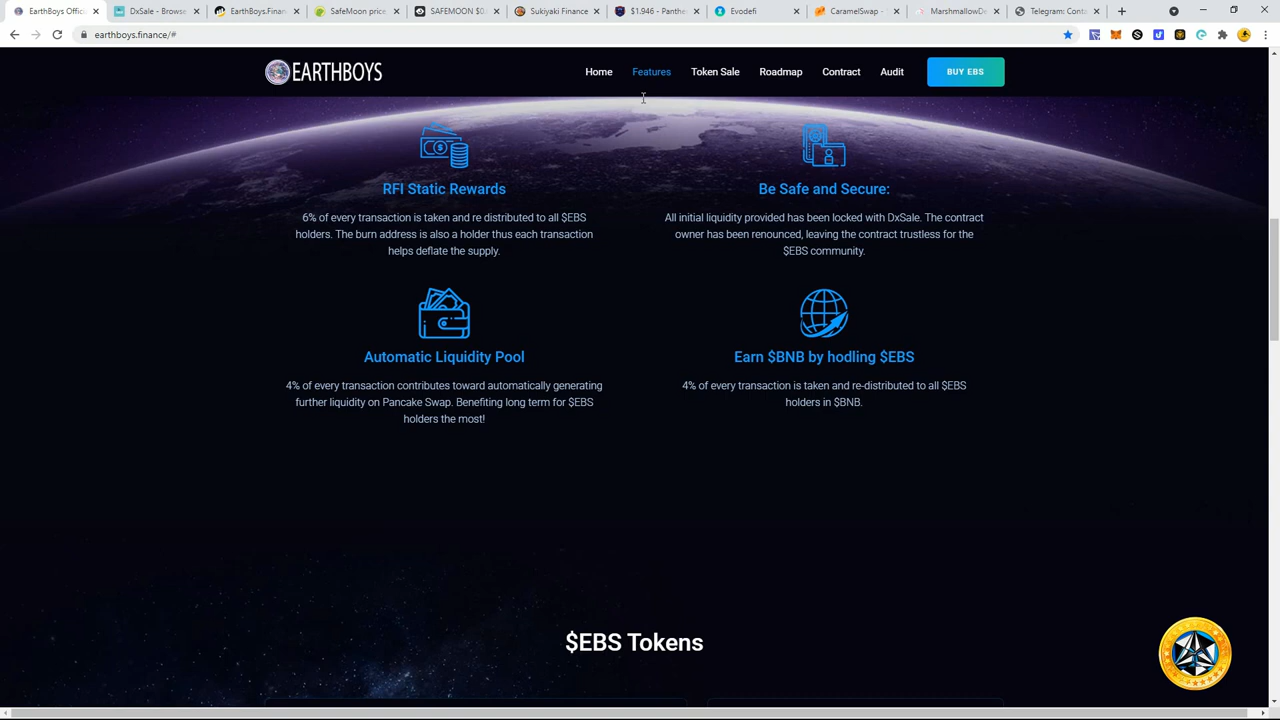 EarthBoys Offic
DxSale - Browse
EarthBoys.Finan
SafeMoon price
SAFEMOON $0.
Sukiyaki Finance
$1.946 - Panthe
Evodefi
CaramelSwap -
MarshmallowDe
Telegram: Conta
earthboys.finance/#
EARTHBOYS
Home
Features
Token Sale
Roadmap
Contract
Audit
BUY EBS
RFI Static Rewards
6% of every transaction is taken and re distributed to all $EBS
holders. The burn address is also a holder thus each transaction
helps deflate the supply.
Be Safe and Secure:
All initial liquidity provided has been locked with DxSale. The contract
owner has been renounced, leaving the contract trustless for the
$EBS community.
Automatic Liquidity Pool
4% of every transaction contributes toward automatically generating
further liquidity on Pancake Swap. Benefiting long term for $EBS
holders the most!
Earn $BNB by hodling $EBS
4% of every transaction is taken and re-distributed to all $EBS
holders in $BNB.
$EBS Tokens